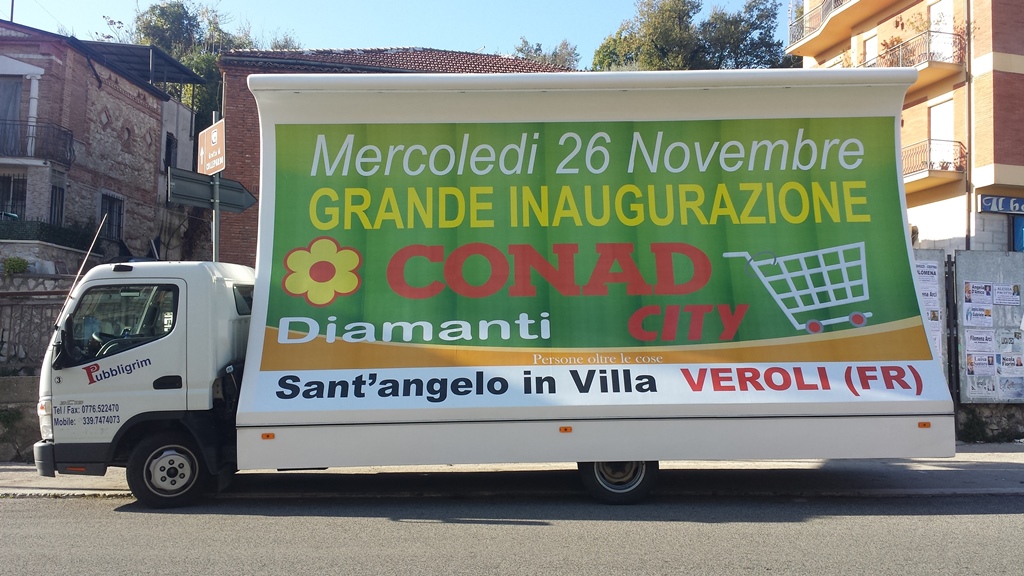 Mercoledi 26 Novembre
GRANDE INAUGURAZIONE
CONAD
CITY
Diamanti
Persone oltre le cose
Sant'angelo in Villa VEROLI (FR)
Pubbligrim
3
Tel / Fax: 0776.522470
Mobile: 339.7474073